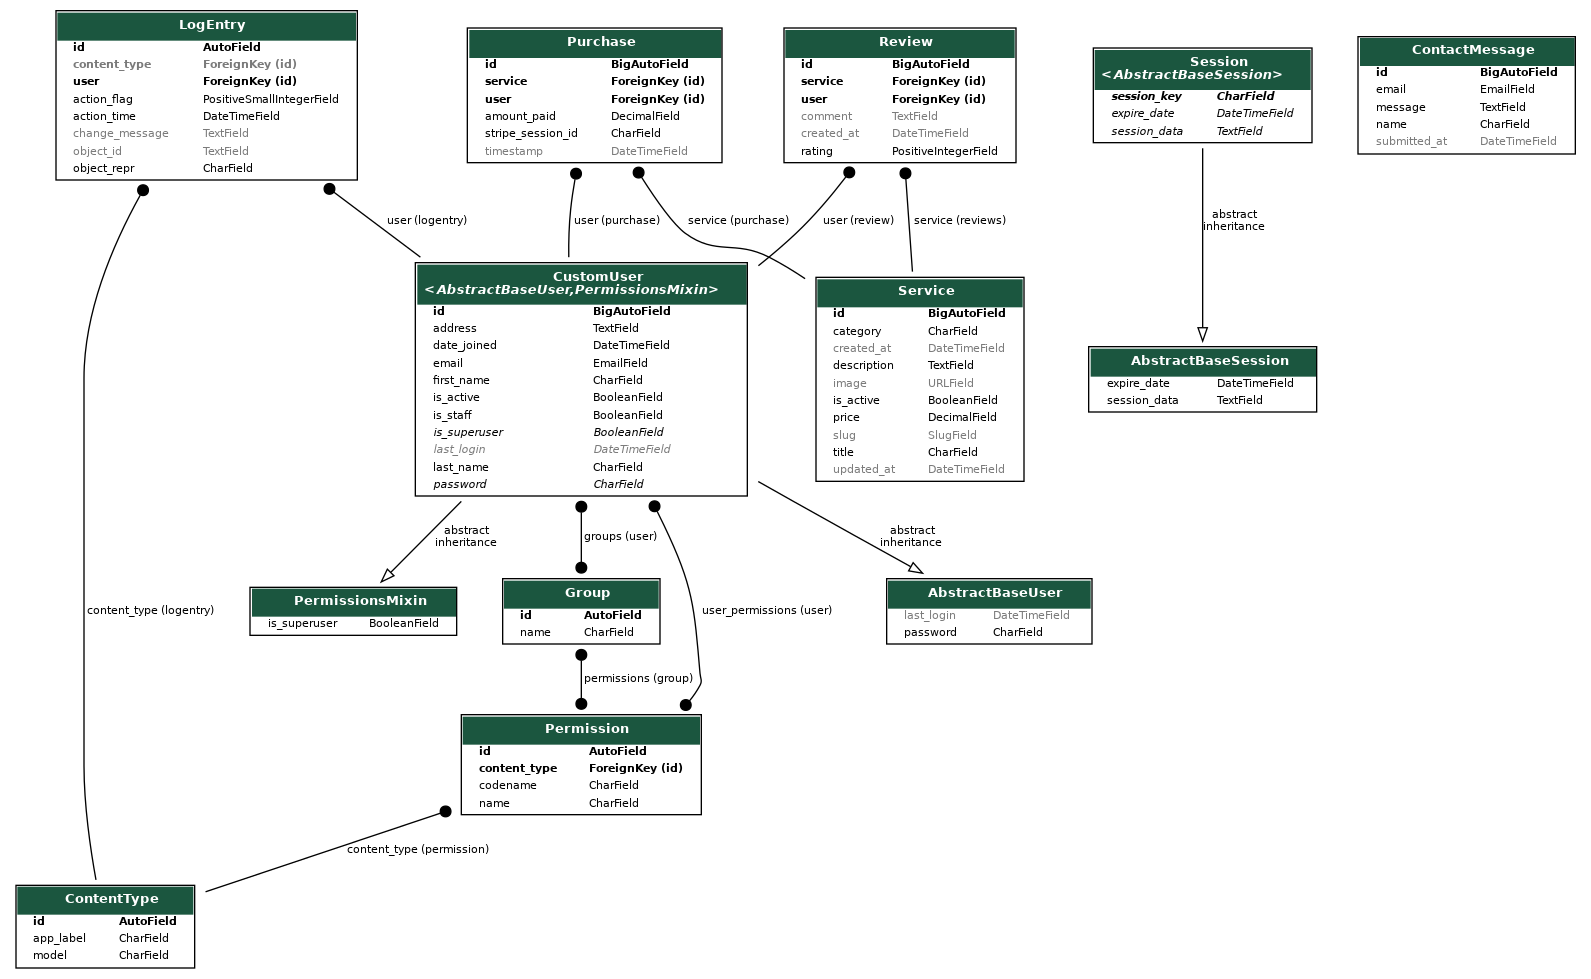 LogEntry
id AutoField
content_type ForeignKey (id)
user ForeignKey (id)
action_flag PositiveSmallIntegerField
action_time DateTimeField
change_message TextField
object_id TextField
object_repr CharField
Purchase
id BigAutoField
service ForeignKey (id)
user ForeignKey (id)
amount_paid DecimalField
stripe_session_id CharField
timestamp DateTimeField
Review
id BigAutoField
service ForeignKey (id)
user ForeignKey (id)
comment TextField
created_at DateTimeField
rating PositiveIntegerField
Session
<AbstractBaseSession>
session_key CharField
expire_date DateTimeField
session_data TextField
ContactMessage
id BigAutoField
email EmailField
message TextField
name CharField
submitted_at DateTimeField
user (logentry)
user (purchase)
service (purchase)
user (review)
service (reviews)
abstract
inheritance
CustomUser
<AbstractBaseUser,PermissionsMixin>
id BigAutoField
address TextField
date_joined DateTimeField
email EmailField
first_name CharField
is_active BooleanField
is_staff BooleanField
is_superuser BooleanField
last_login DateTimeField
last_name CharField
password CharField
Service
id BigAutoField
category CharField
created_at DateTimeField
description TextField
image URLField
is_active BooleanField
price DecimalField
slug SlugField
title CharField
updated_at DateTimeField
AbstractBaseSession
expire_date DateTimeField
session_data TextField
abstract
inheritance
groups (user)
abstract
inheritance
content_type (logentry)
PermissionsMixin
is_superuser BooleanField
Group
id AutoField
name CharField
user_permissions (user)
AbstractBaseUser
last_login DateTimeField
password CharField
permissions (group)
Permission
id AutoField
content_type ForeignKey (id)
codename CharField
name CharField
content_type (permission)
ContentType
id AutoField
app_label CharField
model CharField